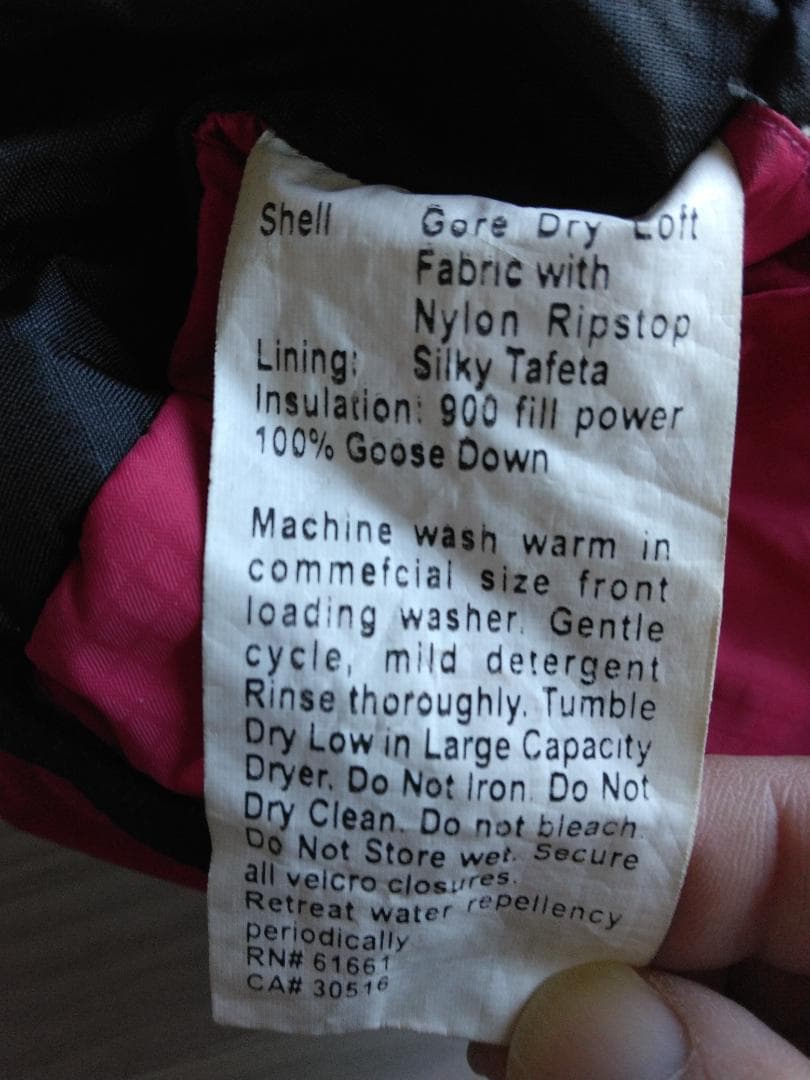 Shell Gore Dry Loft
Fabric with
Nylon Ripstop
Lining: Silky Tafeta
Insulation: 900 fill power
100% Goose Down
Machine wash warm in
commefcial size front
loading washer. Gentle
cycle, mild detergent
Rinse thoroughly. Tumble
Dry Low in Large Capacity
Dryer. Do Not Iron. Do Not
Dry Clean. Do not bleach.
Do Not Store wet. Secure
all velcro closures.
Retreat water repellency
periodically
RN# 61661
CA# 30516